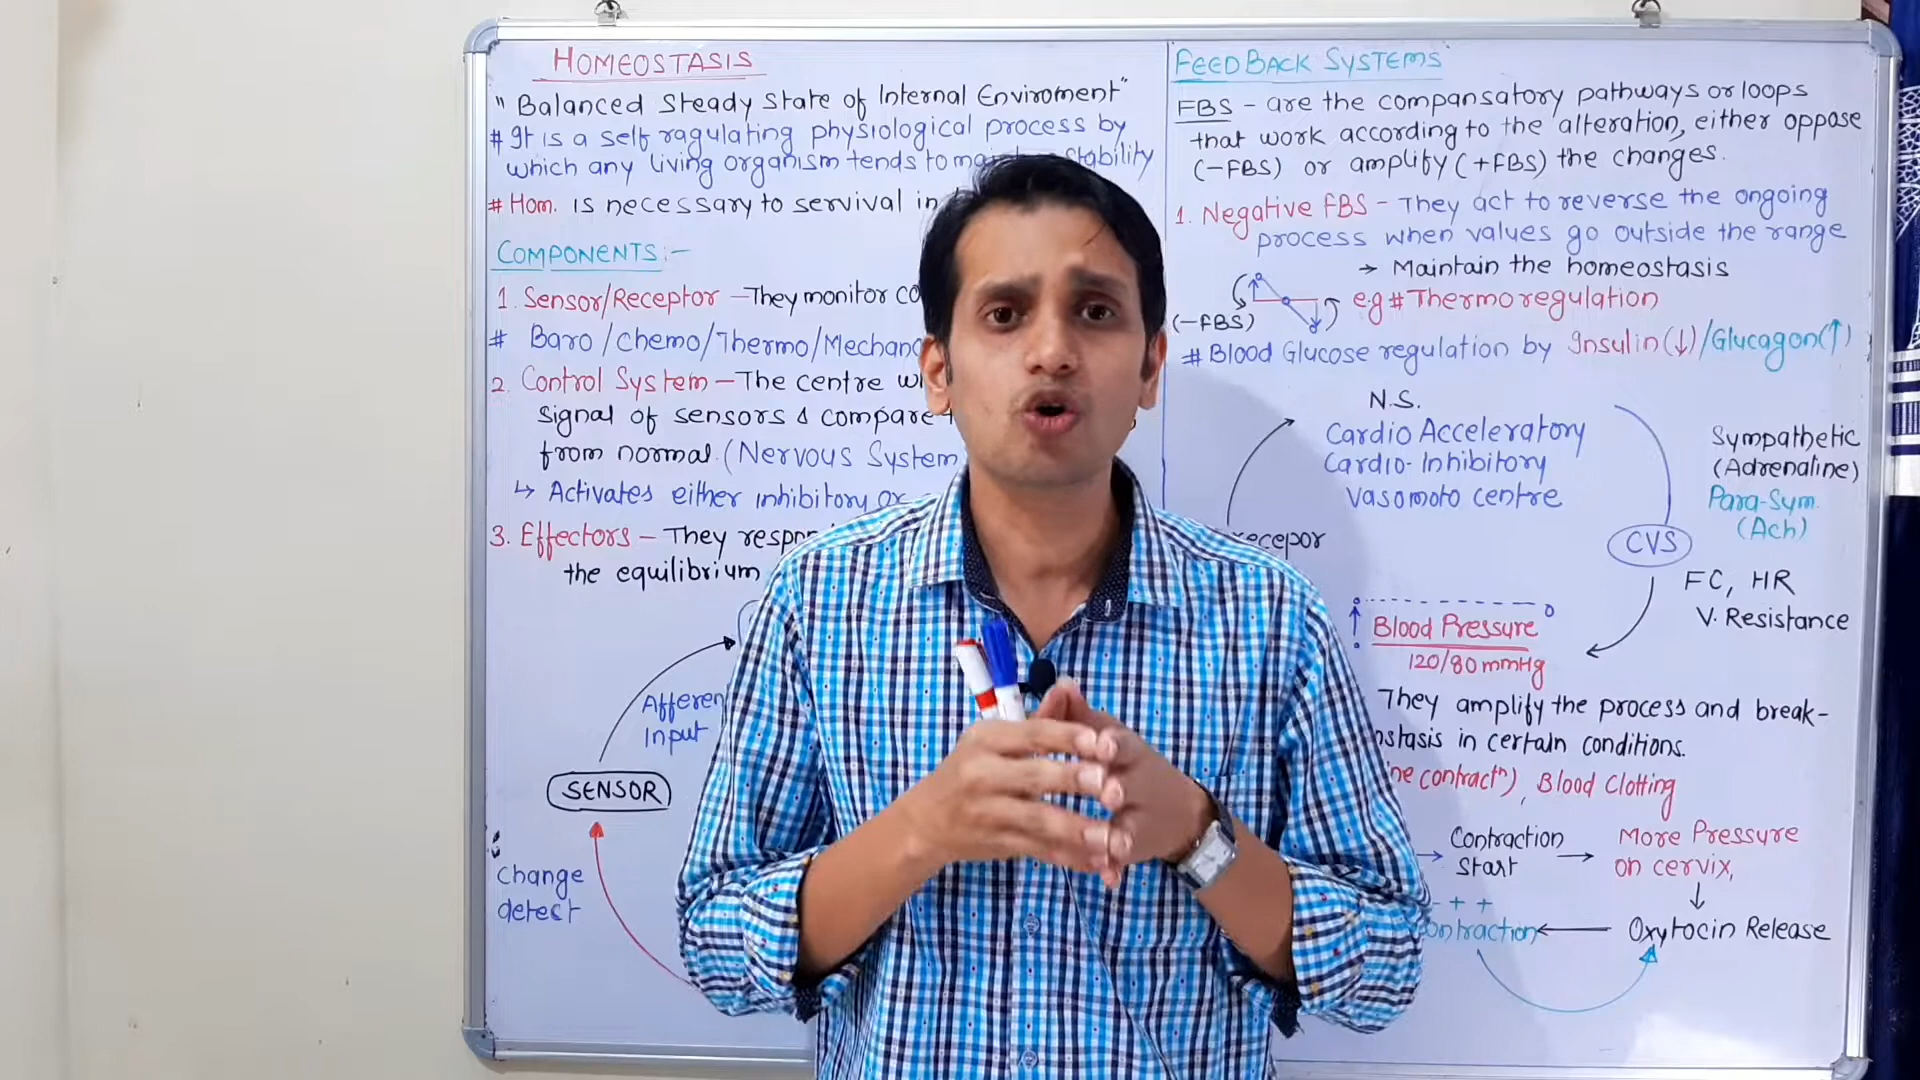 HOMEOSTASIS
" Balanced Steady State of Internal Enviroment "
# It is a self ragulating physiological process by
which any living organism tends to stability
# Hom. is necessary to servival in
COMPONENTS:-
1. Sensor/Receptor - They monitor
# Baro/chemo/Thermo/
2. Control System - The centre
signal of sensors & compare
from normal. (Nervous System
↳ Activates either inhibitory or
3. Effectors - They
the equilibrium
Input
SENSOR
Change
detect
FEEDBACK SYSTEMS
FBS - are the compansatory pathways or loops
that work according to the alteration, either oppose
(-FBS) or amplify (+FBS) the changes.
1. Negative FBS - They act to reverse the ongoing
process when values go outside the range
→ Maintain the homeostasis
e.g # Thermoregulation
(-FBS)
# Blood Glucose regulation by Insulin(↓)/Glucagon(↑)
N.S.
Cardio Acceleratory
Cardio-Inhibitory
Vasomoto centre
Sympathetic
(Adrenaline)
Para-Sym.
(Ach)
CVS
FC, HR
V. Resistance
Blood Pressure
120/80 mmHg
They amplify the process and break-
in certain conditions.
Blood Clotting
Contraction
Start
More Pressure
on cervix,
Oxytocin Release
+ +